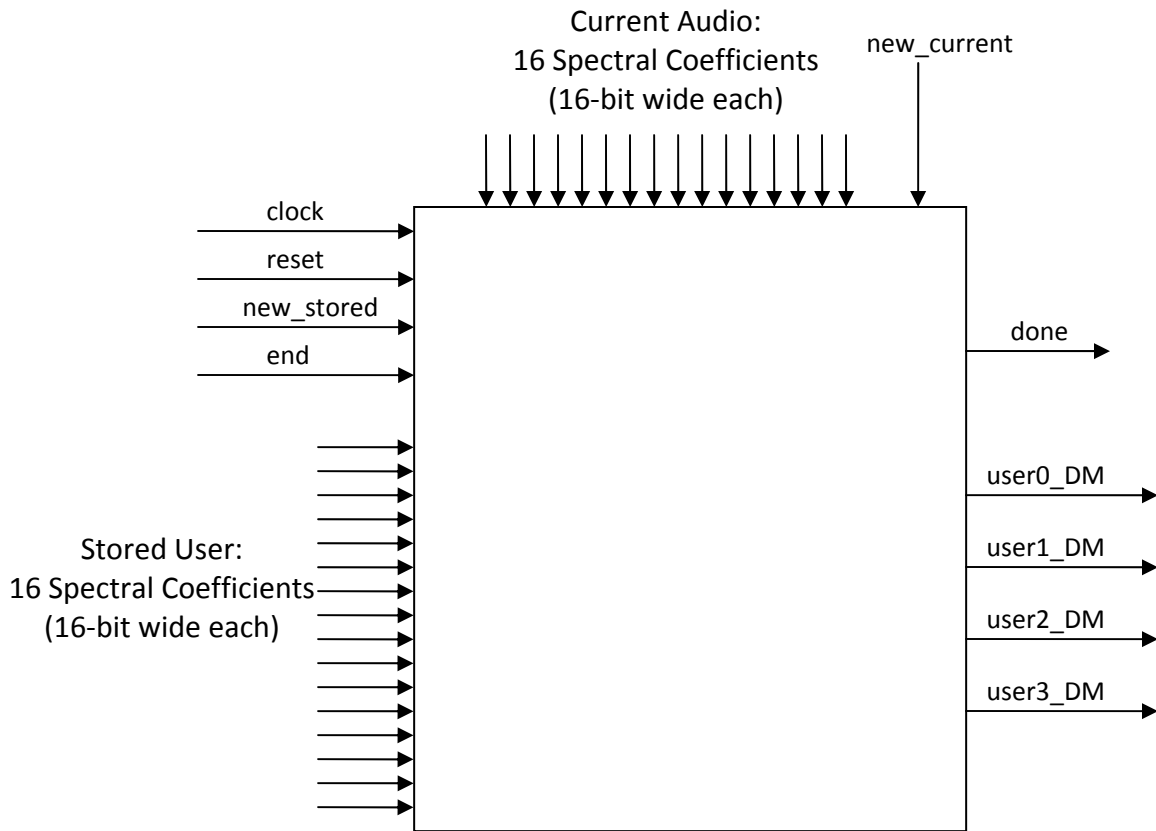 Current Audio:
16 Spectral Coefficients
(16-bit wide each)
new_current
clock
reset
new_stored
end
done
user0_DM
user1_DM
user2_DM
user3_DM
Stored User:
16 Spectral Coefficients
(16-bit wide each)